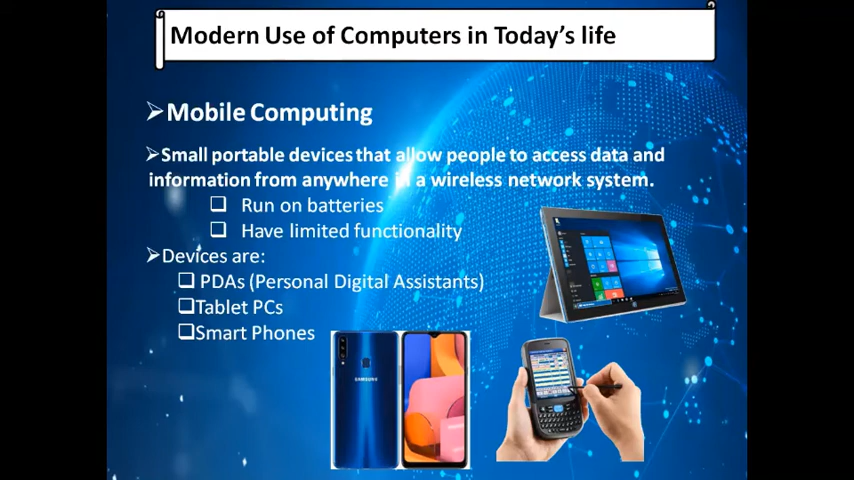 Modern Use of Computers in Today's life
➢Mobile Computing
➢Small portable devices that allow people to access data and
information from anywhere in a wireless network system.
❑ Run on batteries
❑ Have limited functionality
➢Devices are:
❑ PDAs (Personal Digital Assistants)
❑Tablet PCs
❑Smart Phones
SAMSUNG